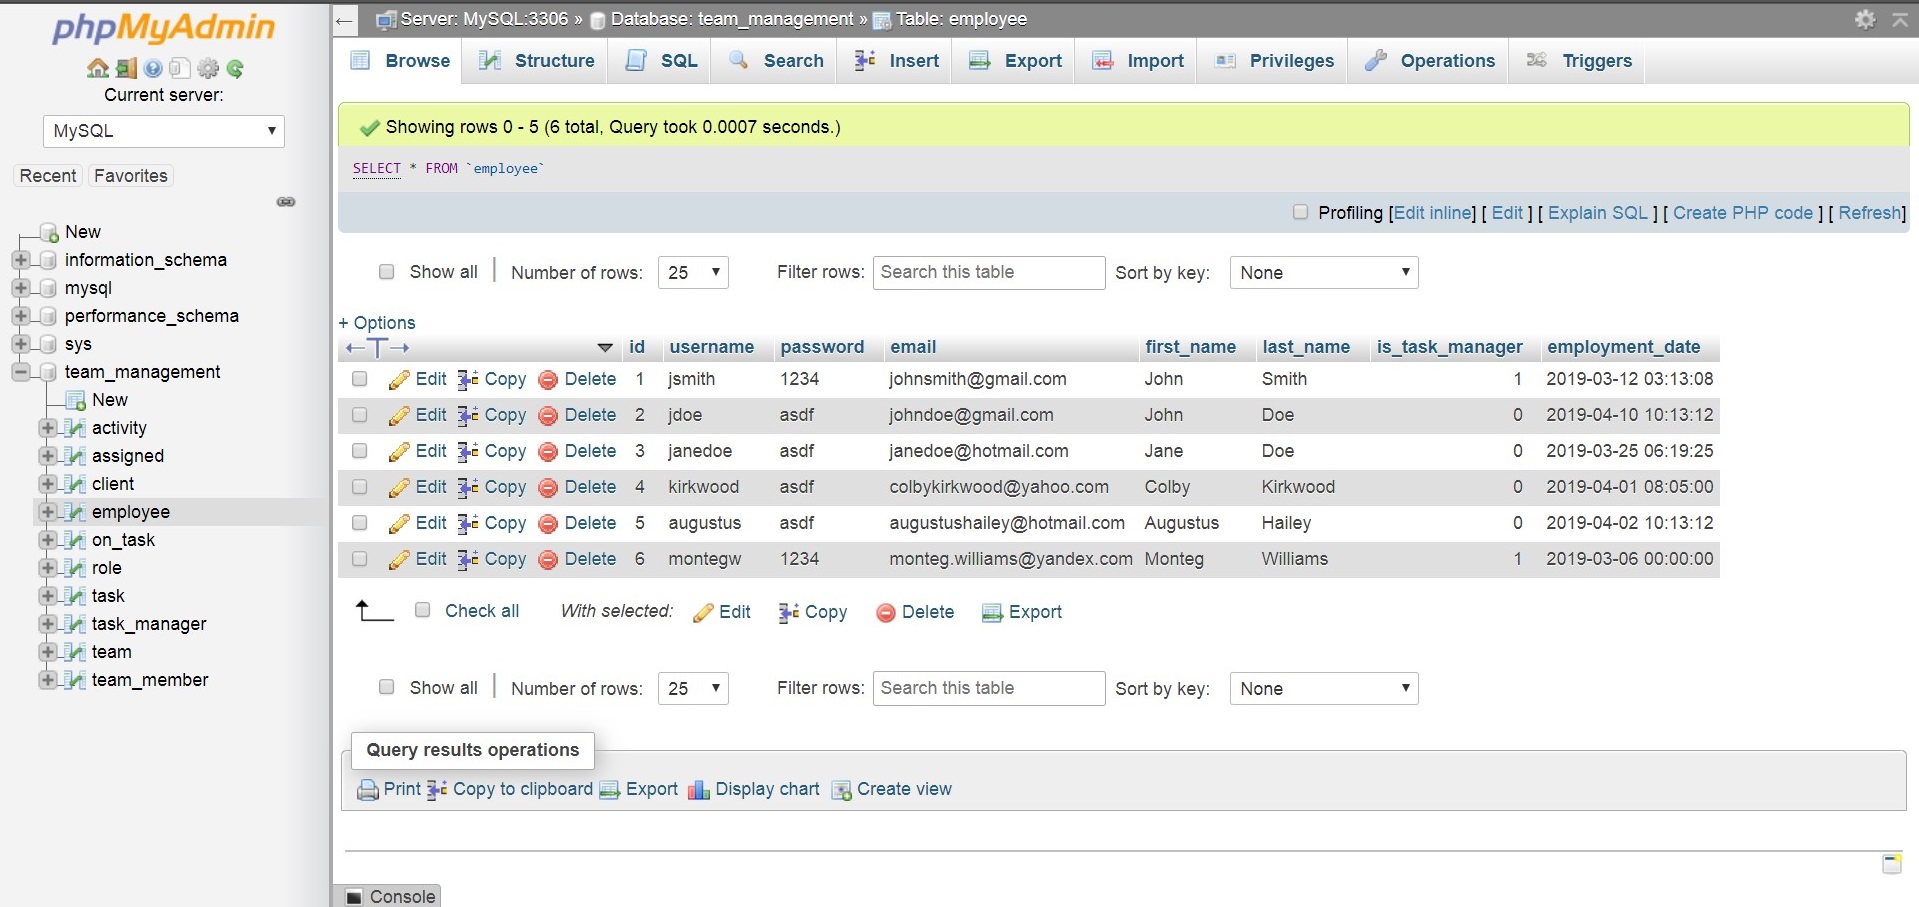 phpMyAdmin
Current server:
MySQL
Recent Favorites
New
information_schema
mysql
performance_schema
sys
team_management
New
activity
assigned
client
employee
on_task
role
task
task_manager
team
team_member
Server: MySQL:3306 » Database: team_management » Table: employee
Browse Structure SQL Search Insert Export Import Privileges Operations Triggers
Showing rows 0 - 5 (6 total, Query took 0.0007 seconds.)
SELECT * FROM `employee`
Profiling [Edit inline] [ Edit ] [ Explain SQL ] [ Create PHP code ] [ Refresh]
Show all | Number of rows: 25 Filter rows: Search this table Sort by key: None
+ Options
←T→ id username password email first_name last_name is_task_manager employment_date
Edit Copy Delete 1 jsmith 1234 johnsmith@gmail.com John Smith 1 2019-03-12 03:13:08
Edit Copy Delete 2 jdoe asdf johndoe@gmail.com John Doe 0 2019-04-10 10:13:12
Edit Copy Delete 3 janedoe asdf janedoe@hotmail.com Jane Doe 0 2019-03-25 06:19:25
Edit Copy Delete 4 kirkwood asdf colbykirkwood@yahoo.com Colby Kirkwood 0 2019-04-01 08:05:00
Edit Copy Delete 5 augustus asdf augustushailey@hotmail.com Augustus Hailey 0 2019-04-02 10:13:12
Edit Copy Delete 6 montegw 1234 monteg.williams@yandex.com Monteg Williams 1 2019-03-06 00:00:00
Check all With selected: Edit Copy Delete Export
Show all | Number of rows: 25 Filter rows: Search this table Sort by key: None
Query results operations
Print Copy to clipboard Export Display chart Create view
Console